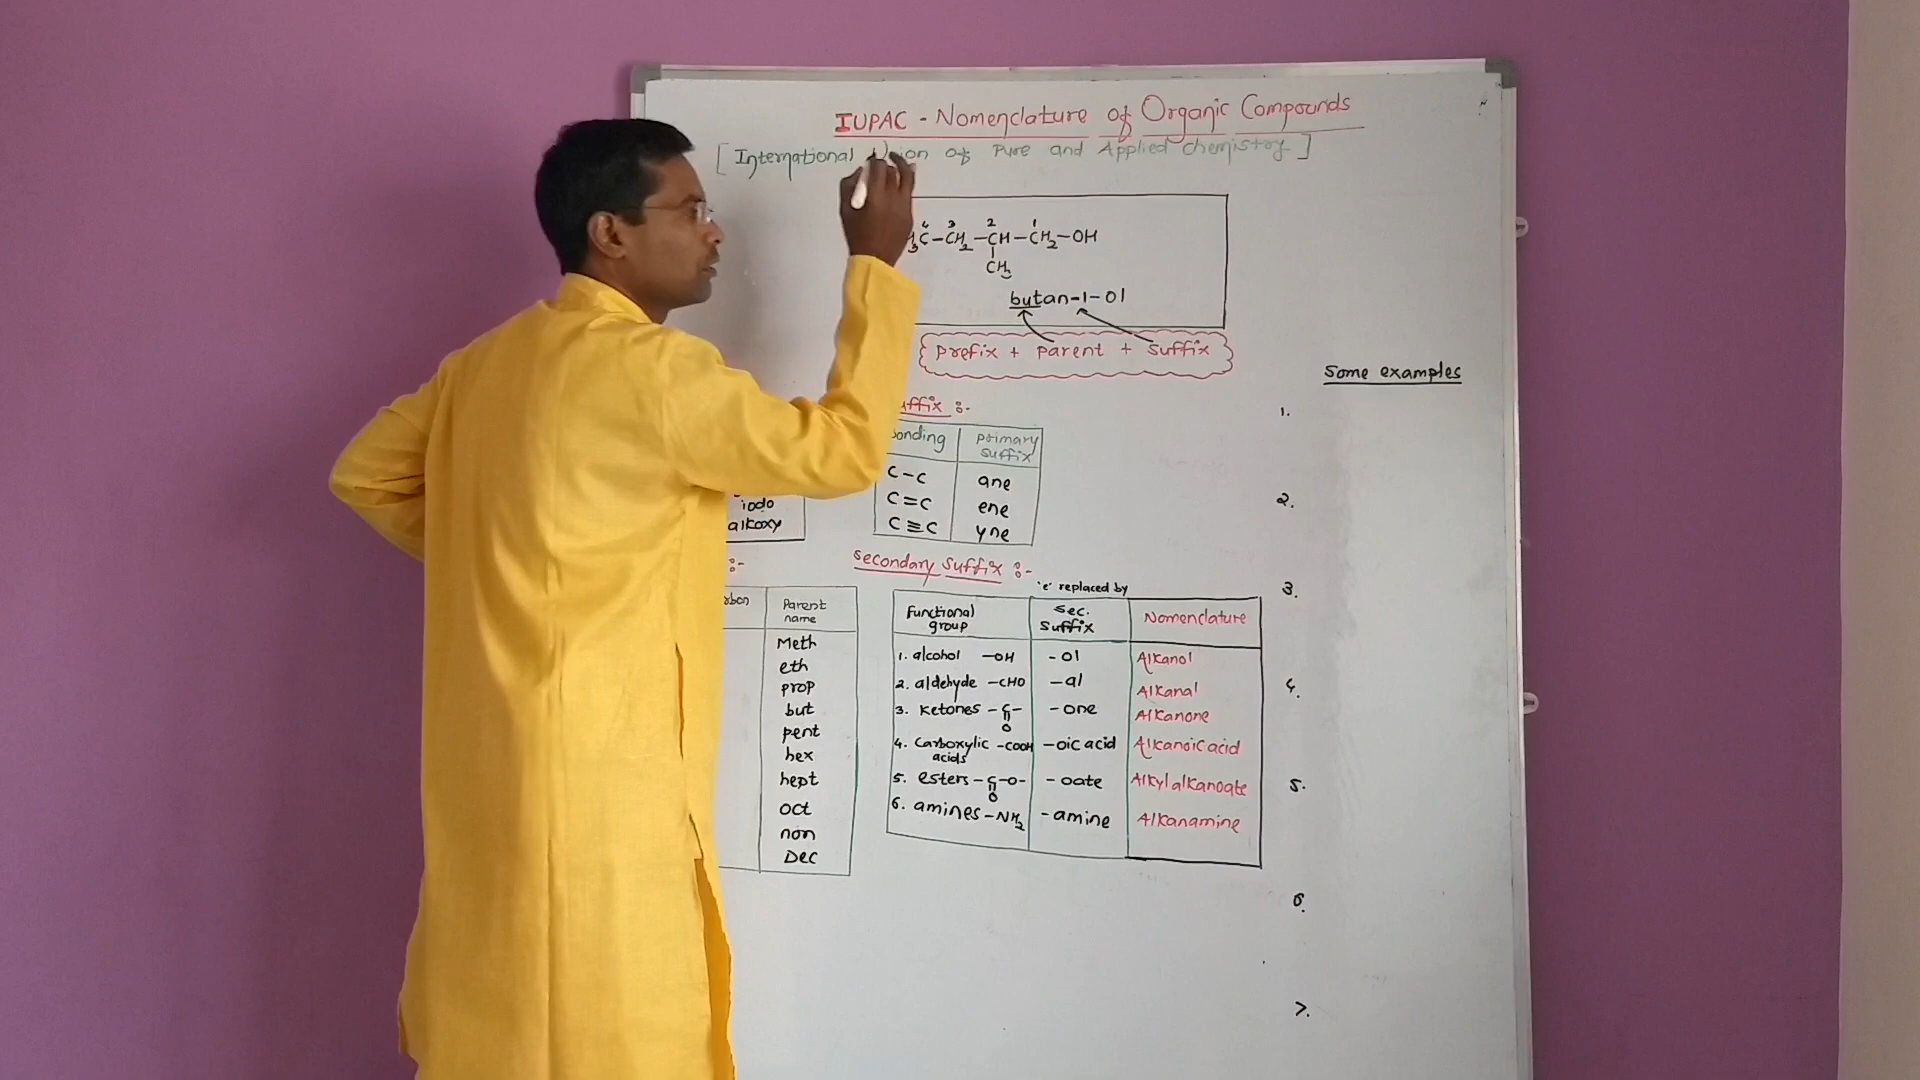 IUPAC - Nomenclature of Organic Compounds
[International Union of Pure and Applied Chemistry]
4 3 2 1
H₃C-CH₂-CH-CH₂-OH
CH₃
butan-1-ol
prefix + parent + suffix
Some examples
1.
2.
3.
4.
5.
6.
7.
iodo
alkoxy
uffix :-
bonding primary suffix
C-C ane
C=C ene
C≡C yne
:-
rbon Parent name
Meth
eth
prop
but
pent
hex
hept
oct
non
Dec
Secondary Suffix :-
'e' replaced by
Functional group Sec. Suffix Nomenclature
1. alcohol -OH -ol Alkanol
2. aldehyde -CHO -al Alkanal
3. Ketones -C- -one Alkanone
O
4. Carboxylic acids -COOH -oic acid Alkanoic acid
5. esters -C-O- -oate Alkyl alkanoate
O
6. amines -NH₂ -amine Alkanamine